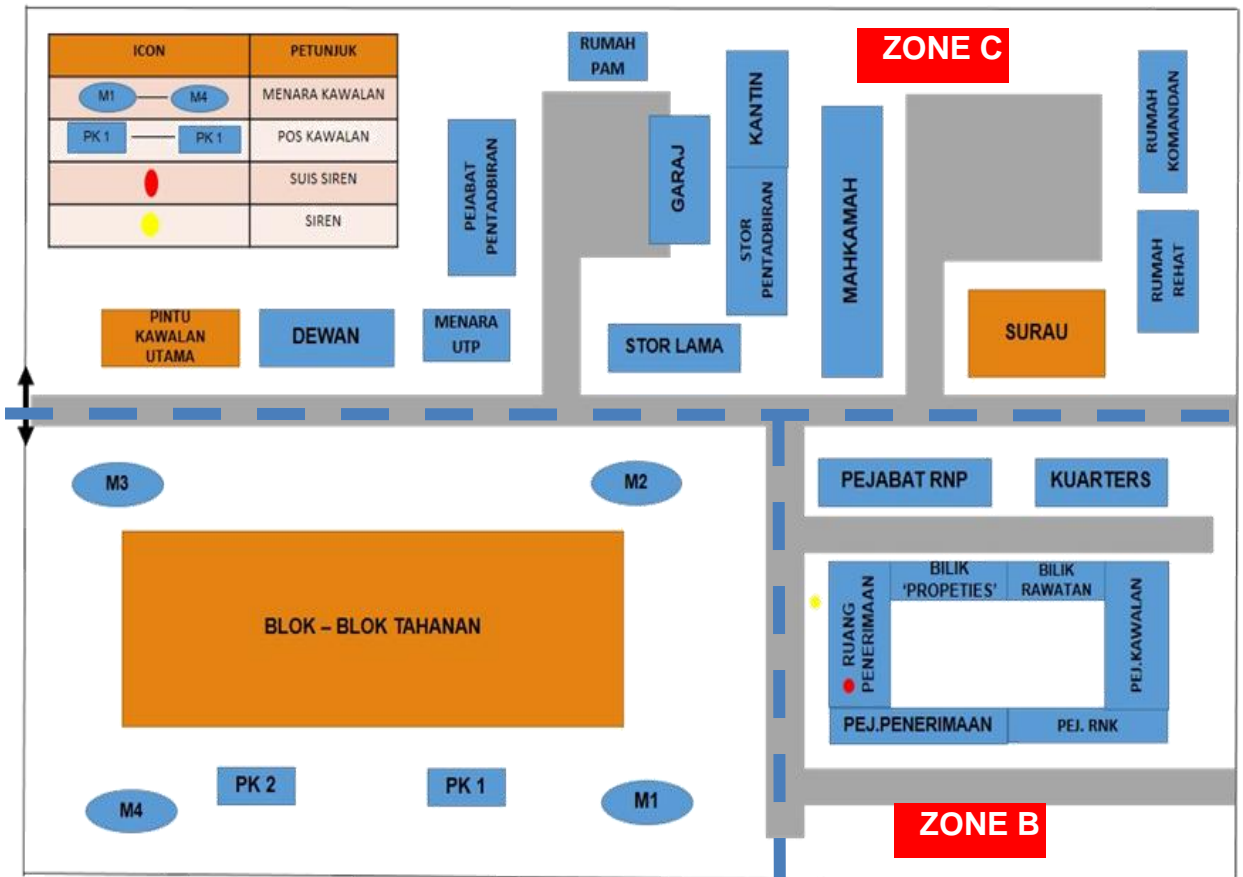 ICON PETUNJUK
M1 M4 MENARA KAWALAN
PK 1 PK 1 POS KAWALAN
SUIS SIREN
SIREN
RUMAH
PAM
ZONE C
PEJABAT
PENTADBIRAN
GARAJ
KANTIN
STOR
PENTADBIRAN
MAHKAMAH
RUMAH
KOMANDAN
RUMAH
REHAT
PINTU
KAWALAN
UTAMA
DEWAN
MENARA
UTP
STOR LAMA
SURAU
M3
M2
PEJABAT RNP
KUARTERS
BLOK – BLOK TAHANAN
RUANG
PENERIMAAN
BILIK
'PROPETIES'
BILIK
RAWATAN
PEJ.KAWALAN
PEJ.PENERIMAAN
PEJ. RNK
PK 2
PK 1
M4
M1
ZONE B